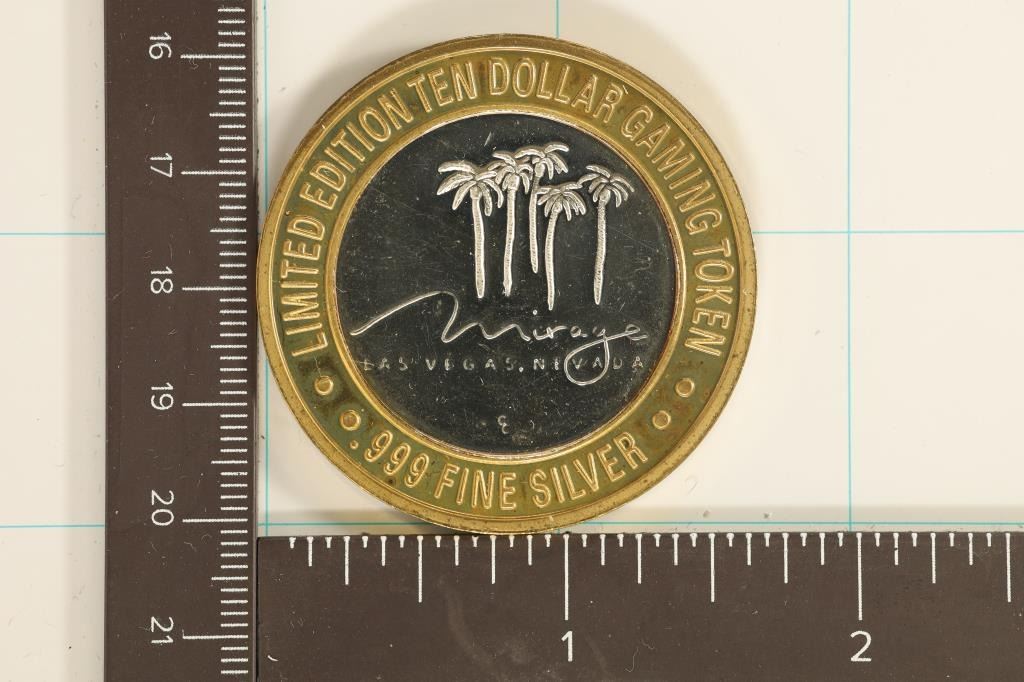 LIMITED EDITION TEN DOLLAR GAMING TOKEN
Mirage
LAS VEGAS, NEVADA
.999 FINE SILVER
16
17
18
19
20
21
1
2